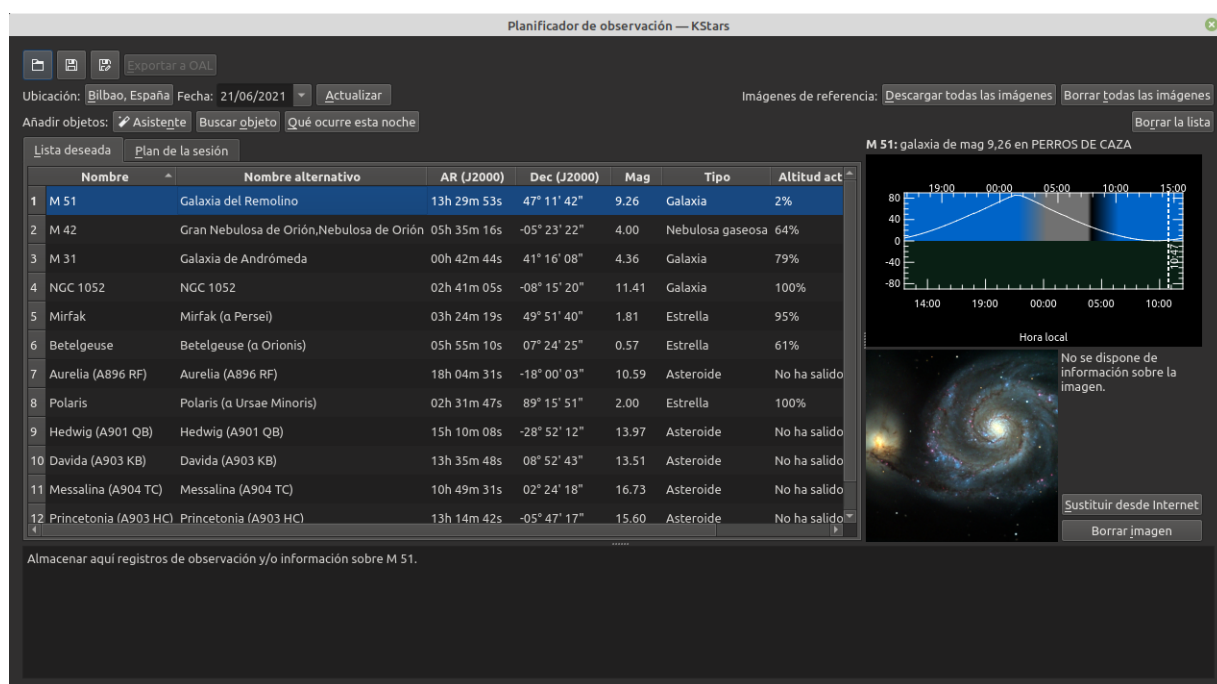 Planificador de observación — KStars
Exportar a OAL
Ubicación: Bilbao, España Fecha: 21/06/2021 Actualizar Imágenes de referencia: Descargar todas las imágenes Borrar todas las imágenes
Añadir objetos: Asistente Buscar objeto Qué ocurre esta noche Borrar la lista
Lista deseada Plan de la sesión
Nombre Nombre alternativo AR (J2000) Dec (J2000) Mag Tipo Altitud act
1 M 51 Galaxia del Remolino 13h 29m 53s 47° 11' 42" 9.26 Galaxia 2%
2 M 42 Gran Nebulosa de Orión,Nebulosa de Orión 05h 35m 16s -05° 23' 22" 4.00 Nebulosa gaseosa 64%
3 M 31 Galaxia de Andrómeda 00h 42m 44s 41° 16' 08" 4.36 Galaxia 79%
4 NGC 1052 NGC 1052 02h 41m 05s -08° 15' 20" 11.41 Galaxia 100%
5 Mirfak Mirfak (α Persei) 03h 24m 19s 49° 51' 40" 1.81 Estrella 95%
6 Betelgeuse Betelgeuse (α Orionis) 05h 55m 10s 07° 24' 25" 0.57 Estrella 61%
7 Aurelia (A896 RF) Aurelia (A896 RF) 18h 04m 31s -18° 00' 03" 10.59 Asteroide No ha salido
8 Polaris Polaris (α Ursae Minoris) 02h 31m 47s 89° 15' 51" 2.00 Estrella 100%
9 Hedwig (A901 QB) Hedwig (A901 QB) 15h 10m 08s -28° 52' 12" 13.97 Asteroide No ha salido
10 Davida (A903 KB) Davida (A903 KB) 13h 35m 48s 08° 52' 43" 13.51 Asteroide No ha salido
11 Messalina (A904 TC) Messalina (A904 TC) 10h 49m 31s 02° 24' 18" 16.73 Asteroide No ha salido
12 Princetonia (A903 HC) Princetonia (A903 HC) 13h 14m 42s -05° 47' 17" 15.60 Asteroide No ha salido
M 51: galaxia de mag 9,26 en PERROS DE CAZA
19:00 00:00 05:00 10:00 15:00
80
40
0
-40
-80
10:47
14:00 19:00 00:00 05:00 10:00
Hora local
No se dispone de
información sobre la
imagen.
Sustituir desde Internet
Borrar imagen
Almacenar aquí registros de observación y/o información sobre M 51.